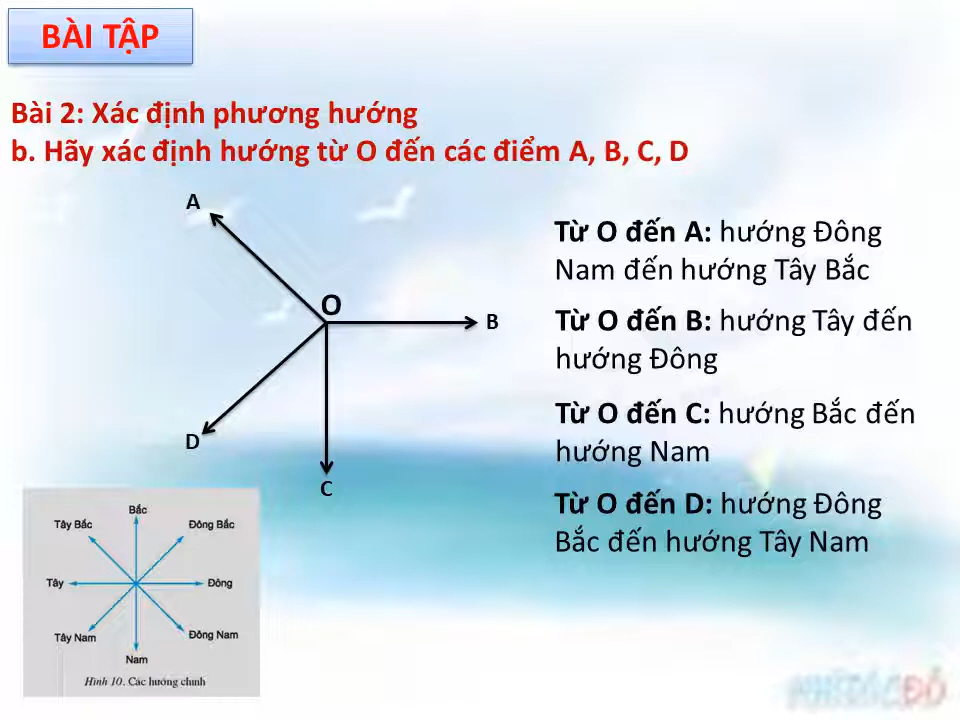 BÀI TẬP
Bài 2: Xác định phương hướng
b. Hãy xác định hướng từ O đến các điểm A, B, C, D
A
O
B
D
C
Từ O đến A: hướng Đông
Nam đến hướng Tây Bắc
Từ O đến B: hướng Tây đến
hướng Đông
Từ O đến C: hướng Bắc đến
hướng Nam
Từ O đến D: hướng Đông
Bắc đến hướng Tây Nam
Bắc
Tây Bắc
Đông Bắc
Tây
Đông
Tây Nam
Đông Nam
Nam
Hình 10. Các hướng chính